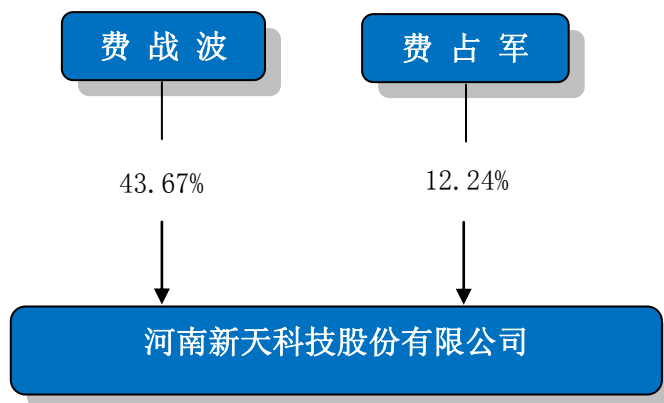 费 战 波
费 占 军
43.67%
12.24%
河南新天科技股份有限公司